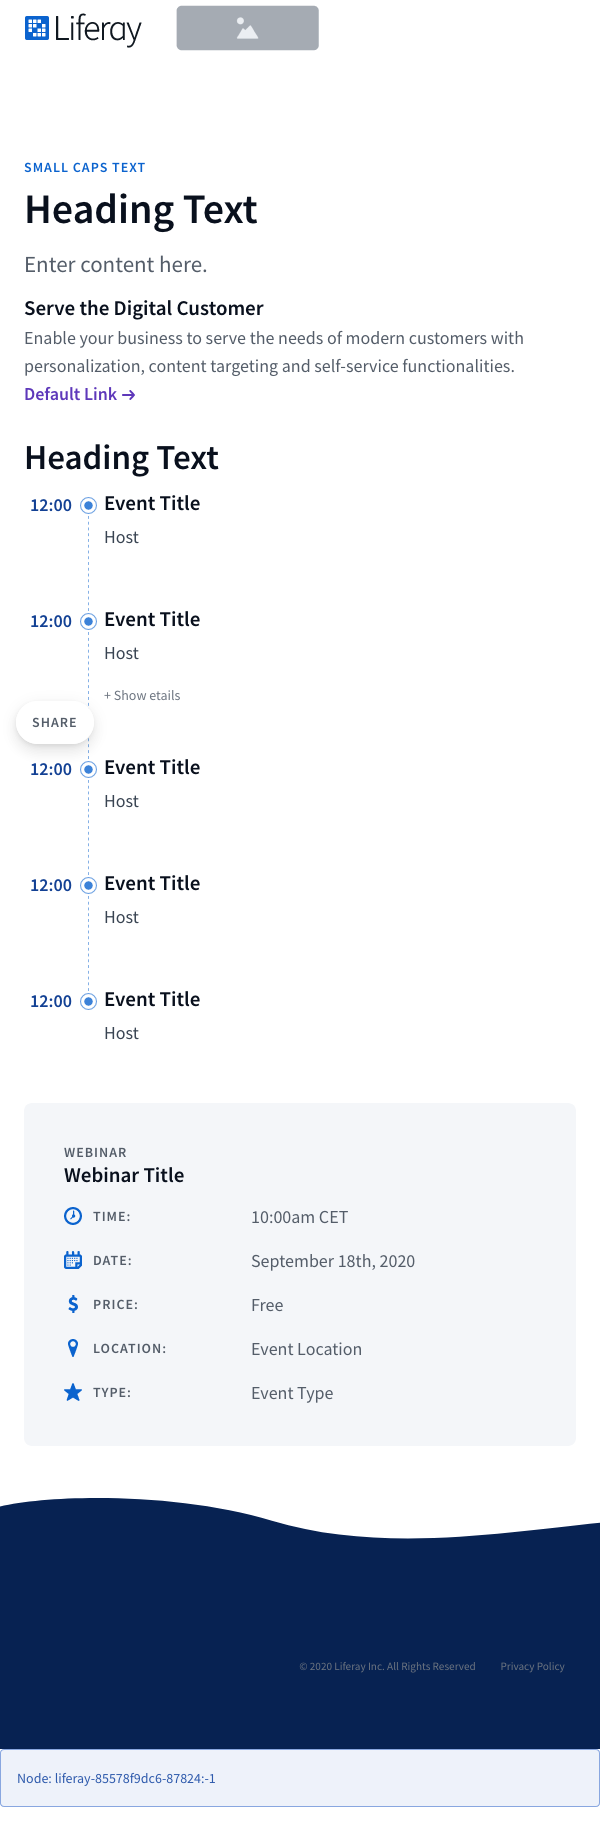 Liferay
SMALL CAPS TEXT
Heading Text
Enter content here.
Serve the Digital Customer
Enable your business to serve the needs of modern customers with
personalization, content targeting and self-service functionalities.
Default Link →
Heading Text
12:00 Event Title
Host
12:00 Event Title
Host
+ Show etails
SHARE
12:00 Event Title
Host
12:00 Event Title
Host
12:00 Event Title
Host
WEBINAR
Webinar Title
TIME: 10:00am CET
DATE: September 18th, 2020
PRICE: Free
LOCATION: Event Location
TYPE: Event Type
© 2020 Liferay Inc. All Rights Reserved Privacy Policy
Node: liferay-85578f9dc6-87824:-1